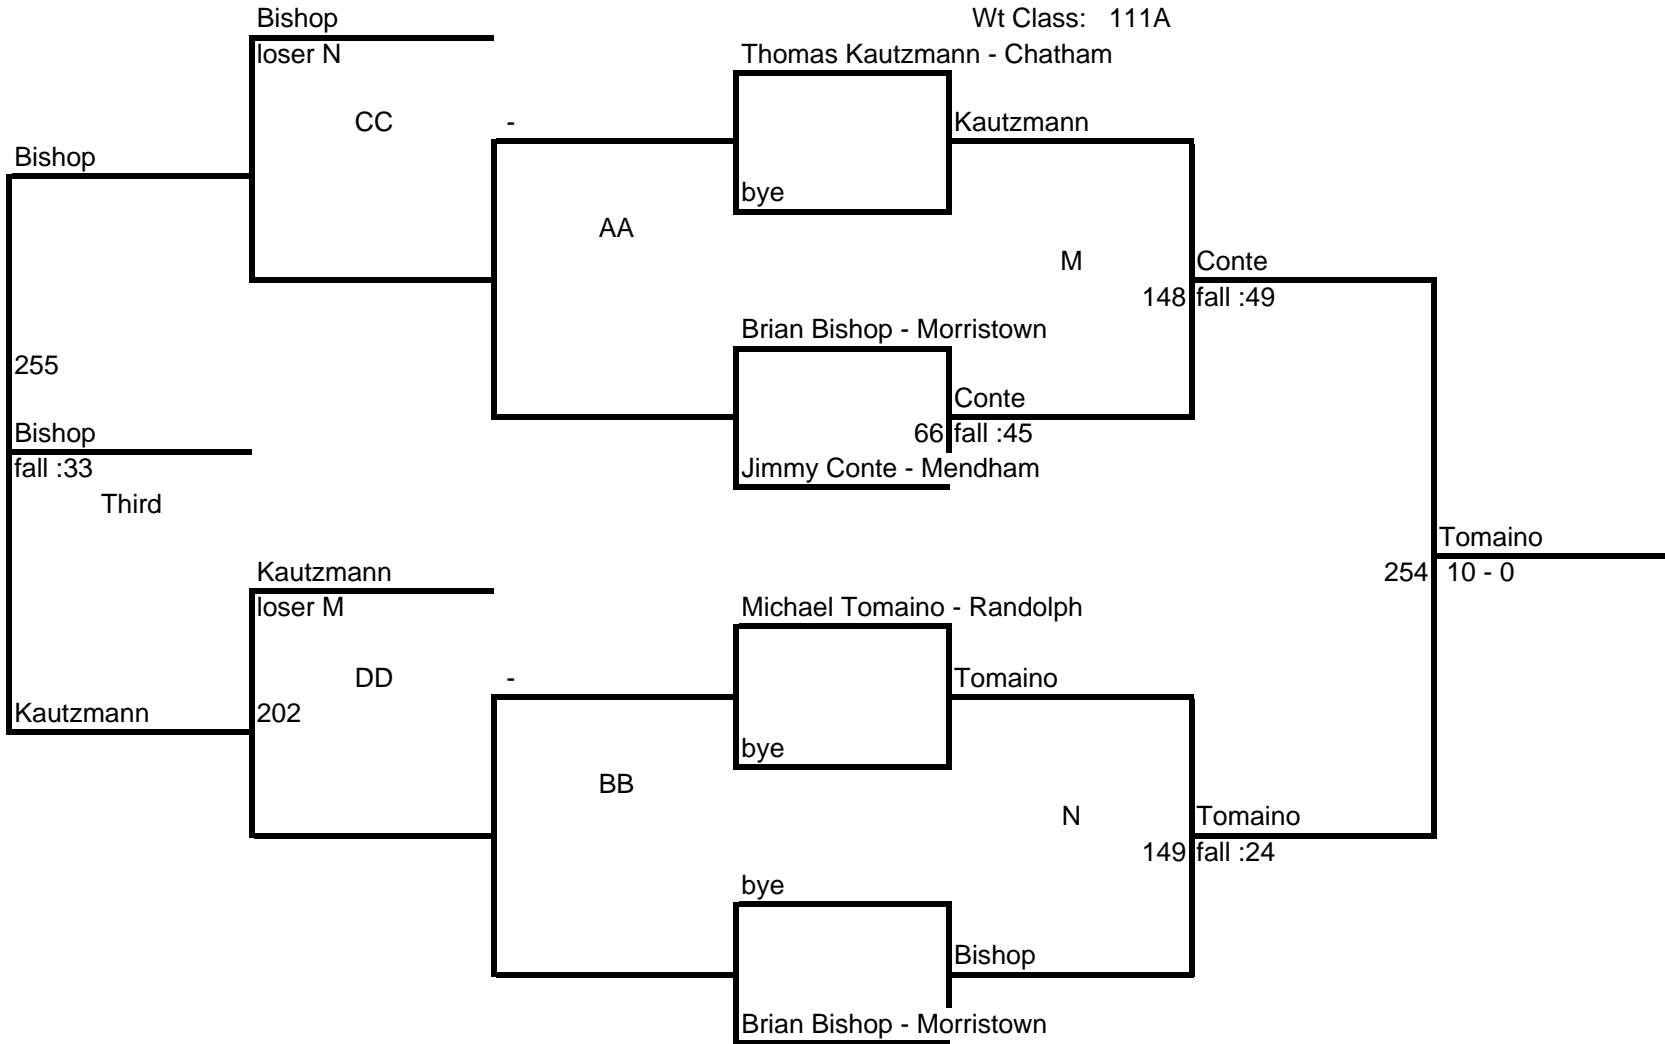 Bishop
Wt Class: 111A
loser N
Thomas Kautzmann - Chatham
CC
-
Kautzmann
Bishop
bye
AA
M
Conte
148 fall :49
Brian Bishop - Morristown
255
Conte
Bishop
66 fall :45
fall :33
Jimmy Conte - Mendham
Third
Tomaino
Kautzmann
254 10 - 0
loser M
Michael Tomaino - Randolph
DD
-
Tomaino
Kautzmann
202
bye
BB
N
Tomaino
149 fall :24
bye
Bishop
Brian Bishop - Morristown